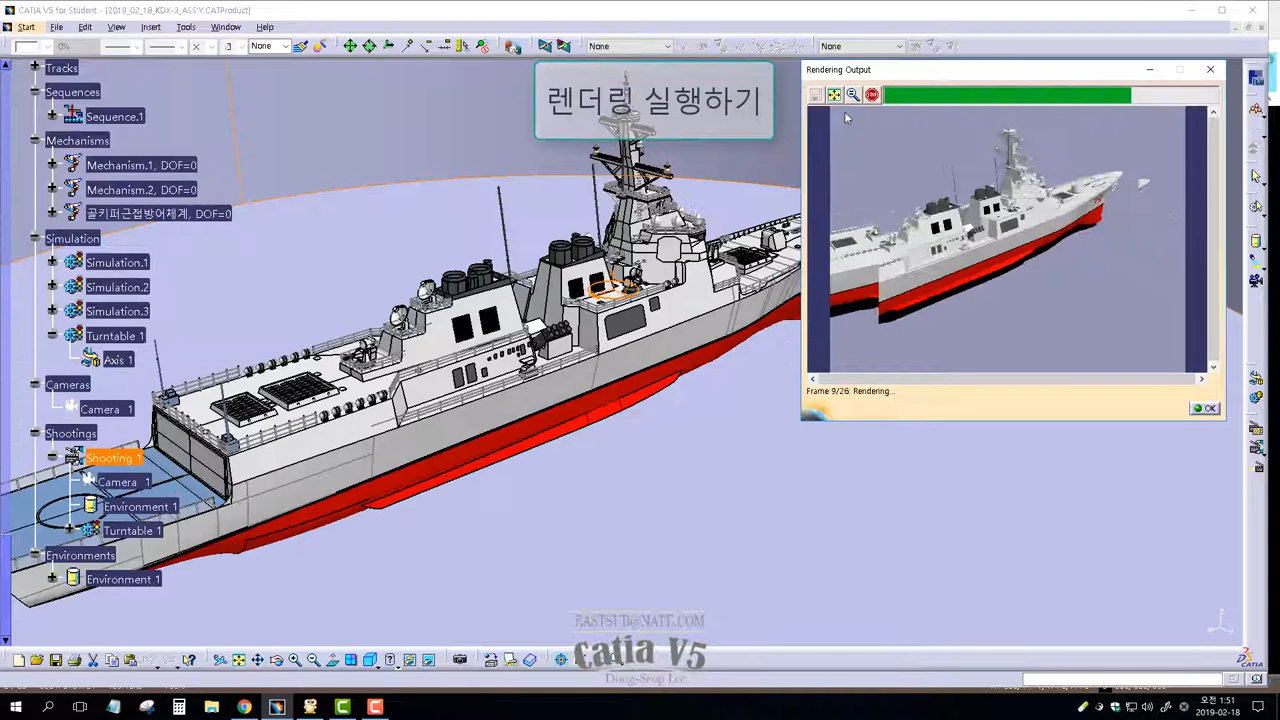 CATIA V5 for Student - [2019_02_18_KDX-3_ASS'Y.CATProduct]
Start File Edit View Insert Tools Window Help
0% None None None
Tracks
Sequences
Sequence.1
Mechanisms
Mechanism.1, DOF=0
Mechanism.2, DOF=0
골키퍼근접방어체계, DOF=0
Simulation
Simulation.1
Simulation.2
Simulation.3
Turntable 1
Axis 1
Cameras
Camera 1
Shootings
Shooting 1
Camera 1
Environment 1
Turntable 1
Environments
Environment 1
렌더링 실행하기
Rendering Output
STOP
Frame 9/26: Rendering...
OK
EASTSUB@NATE.COM
Catia V5
Dong-Seop Lee
오전 1:51
2019-02-18